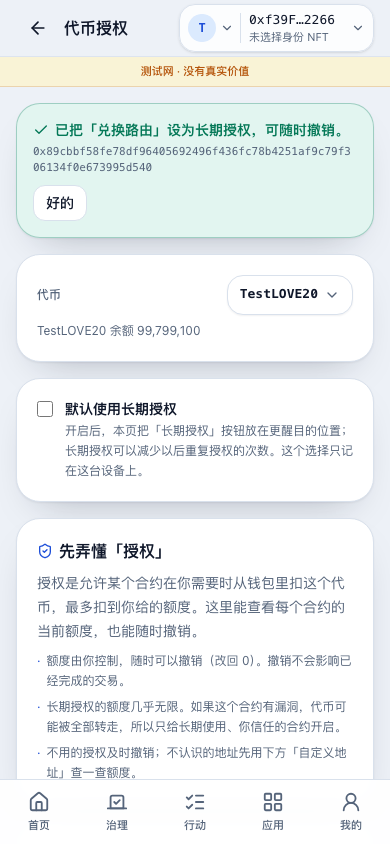 代币授权
T
0xf39F…2266
未选择身份 NFT
测试网 · 没有真实价值
已把「兑换路由」设为长期授权，可随时撤销。
0x89cbbf58fe78df96405692496f436fc78b4251af9c79f3
06134f0e673995d540
好的
代币
TestLOVE20
TestLOVE20 余额 99,799,100
默认使用长期授权
开启后，本页把「长期授权」按钮放在更醒目的位置；
长期授权可以减少以后重复授权的次数。这个选择只记
在这台设备上。
先弄懂「授权」
授权是允许某个合约在你需要时从钱包里扣这个代
币，最多扣到你给的额度。这里能查看每个合约的
当前额度，也能随时撤销。
· 额度由你控制，随时可以撤销（改回 0）。撤销不会影响已
经完成的交易。
· 长期授权的额度几乎无限。如果这个合约有漏洞，代币可
能被全部转走，所以只给长期使用、你信任的合约开启。
· 不用的授权及时撤销；不认识的地址先用下方「自定义地
址」查一查额度。
首页
治理
行动
应用
我的